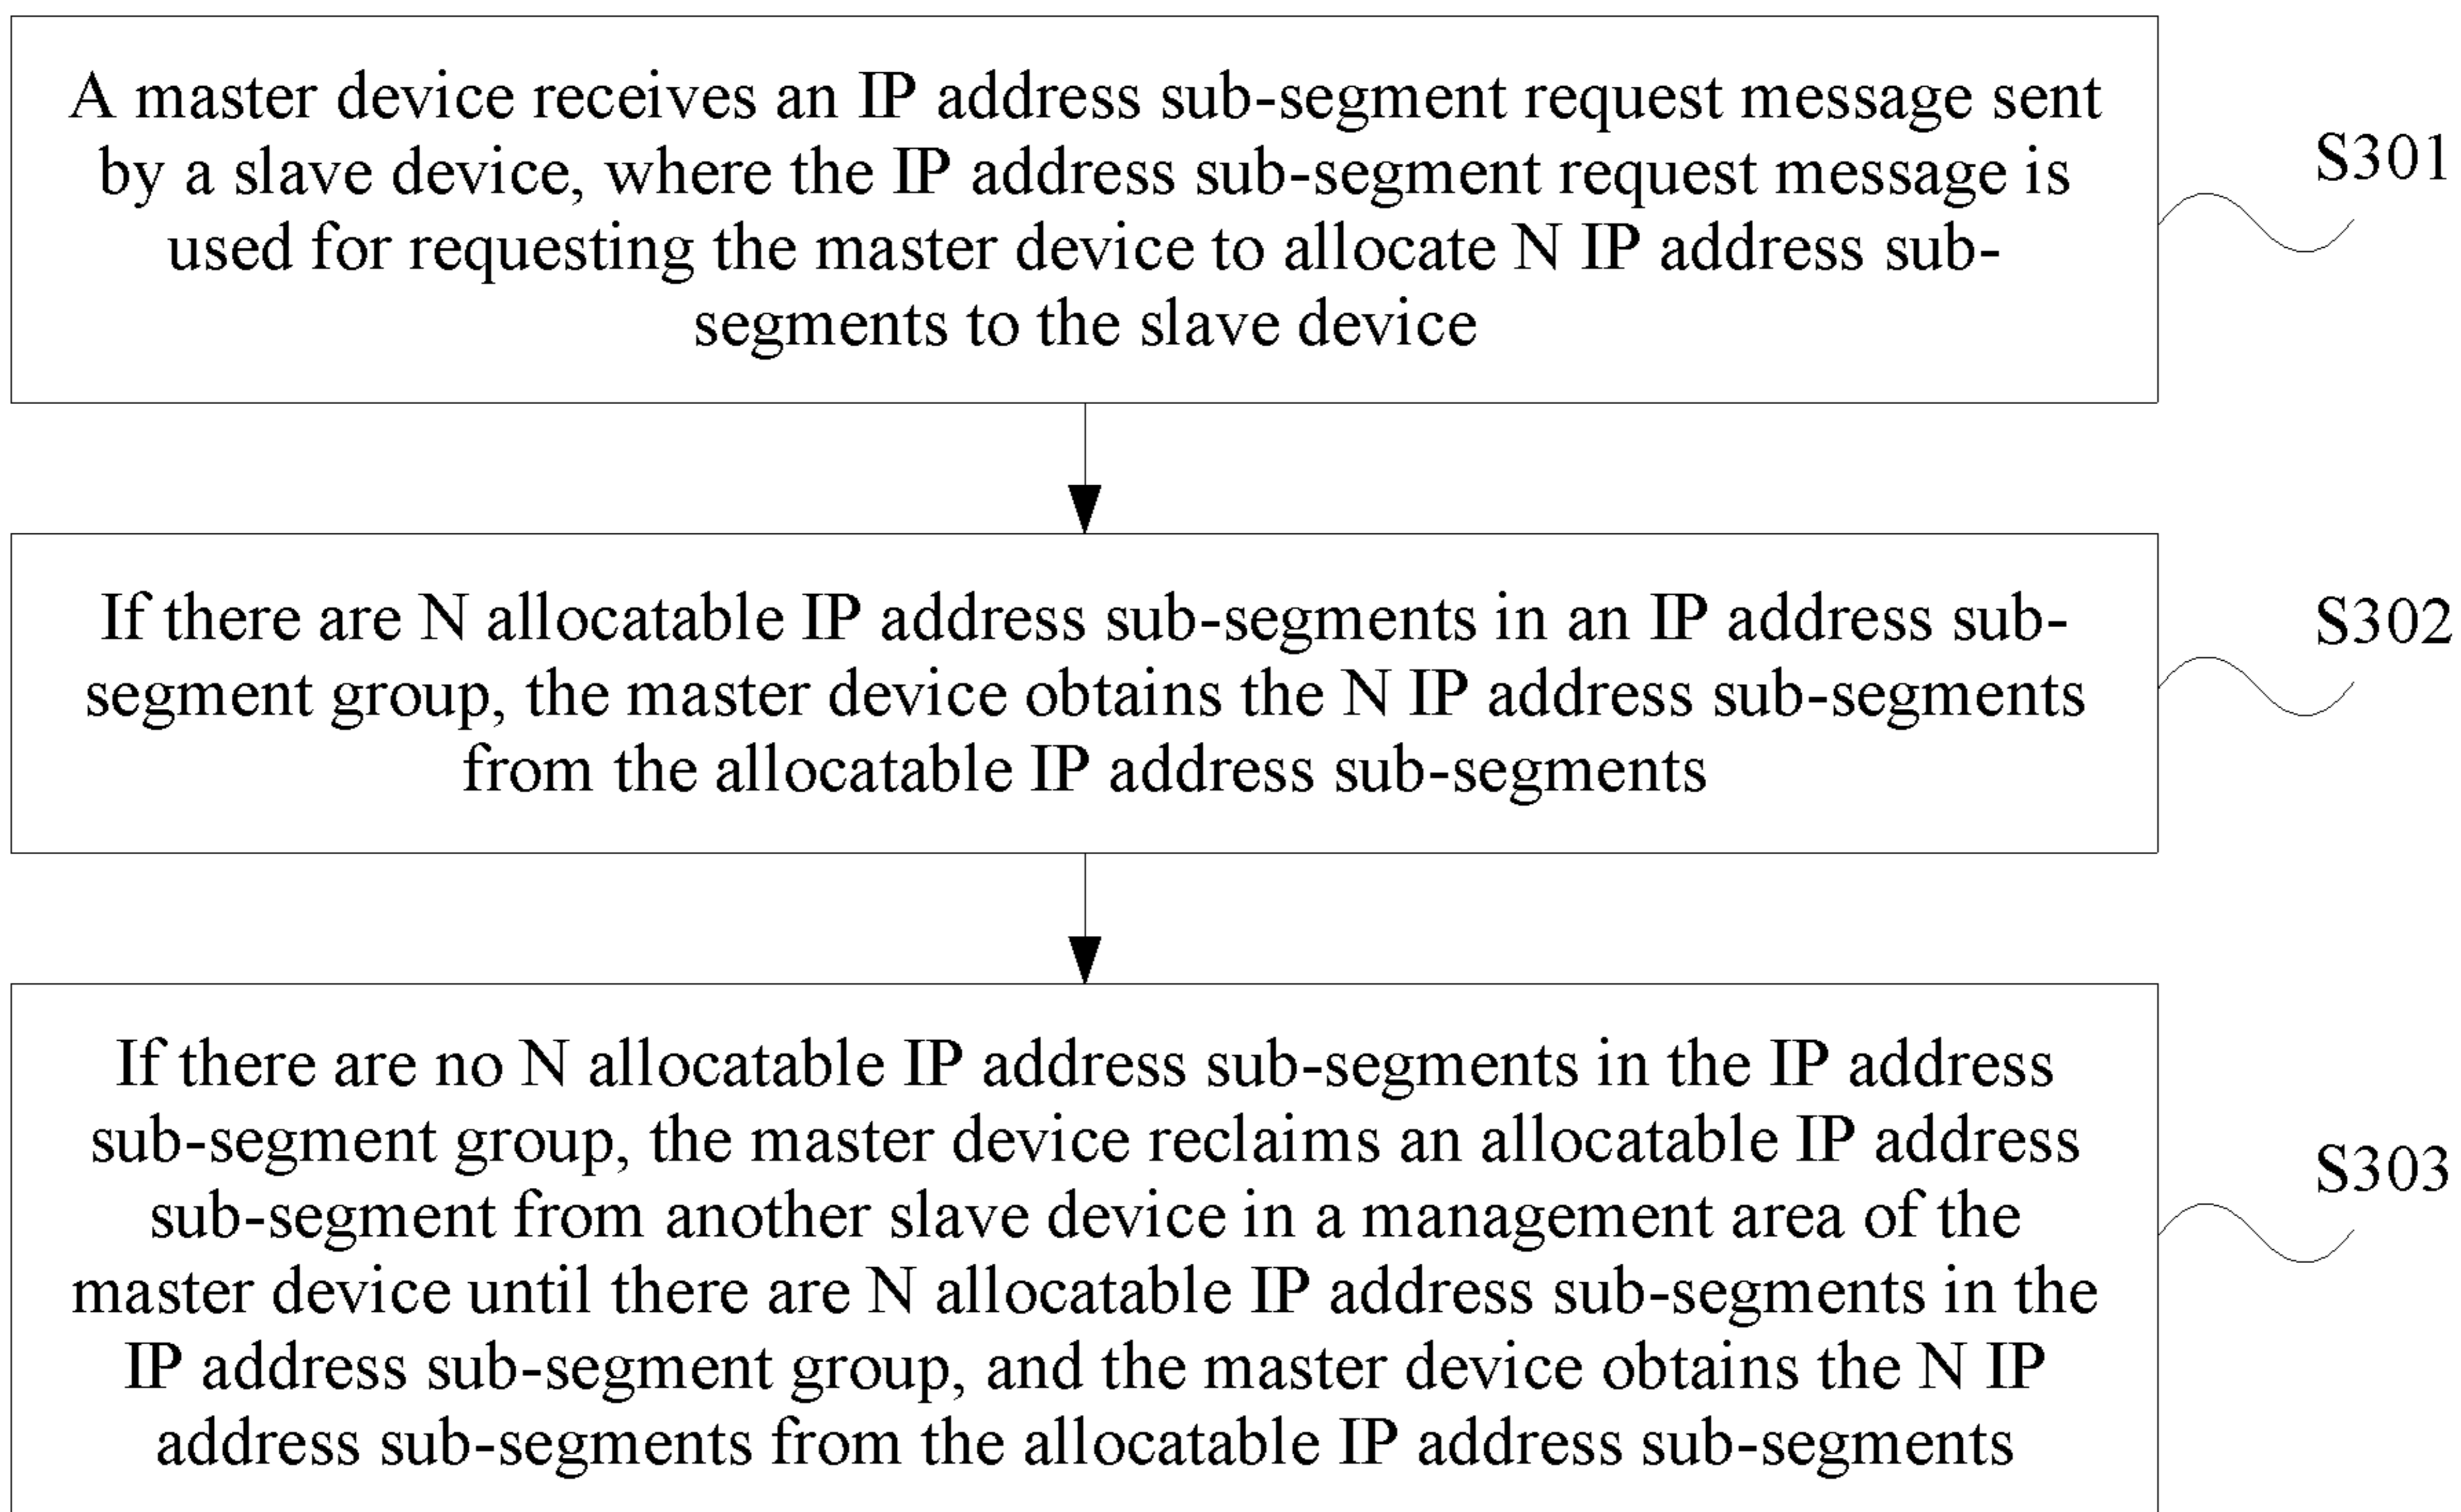 A master device receives an IP address sub-segment request message sent
by a slave device, where the IP address sub-segment request message is
used for requesting the master device to allocate N IP address sub-
segments to the slave device
S301
If there are N allocatable IP address sub-segments in an IP address sub-
segment group, the master device obtains the N IP address sub-segments
from the allocatable IP address sub-segments
S302
If there are no N allocatable IP address sub-segments in the IP address
sub-segment group, the master device reclaims an allocatable IP address
sub-segment from another slave device in a management area of the
master device until there are N allocatable IP address sub-segments in the
IP address sub-segment group, and the master device obtains the N IP
address sub-segments from the allocatable IP address sub-segments
S303